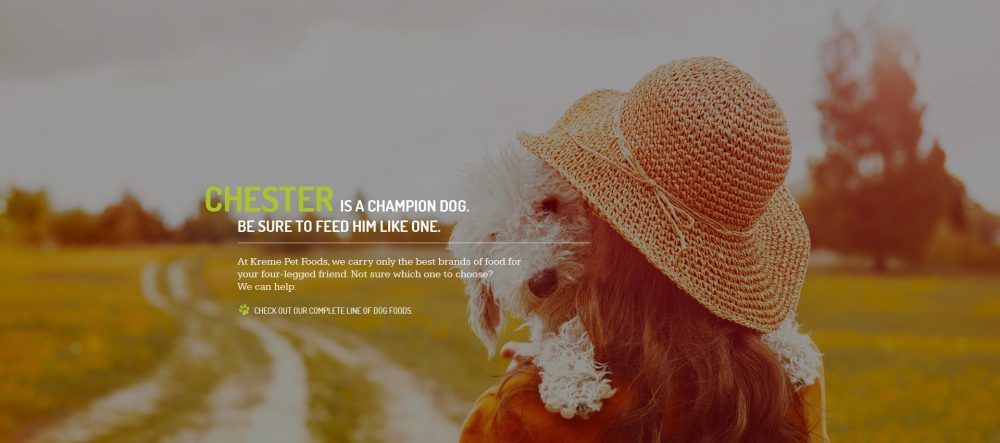 CHESTER IS A CHAMPION DOG.
BE SURE TO FEED HIM LIKE ONE.
At Kreme Pet Foods, we carry only the best brands of food for
your four-legged friend. Not sure which one to choose?
We can help.
CHECK OUT OUR COMPLETE LINE OF DOG FOODS.